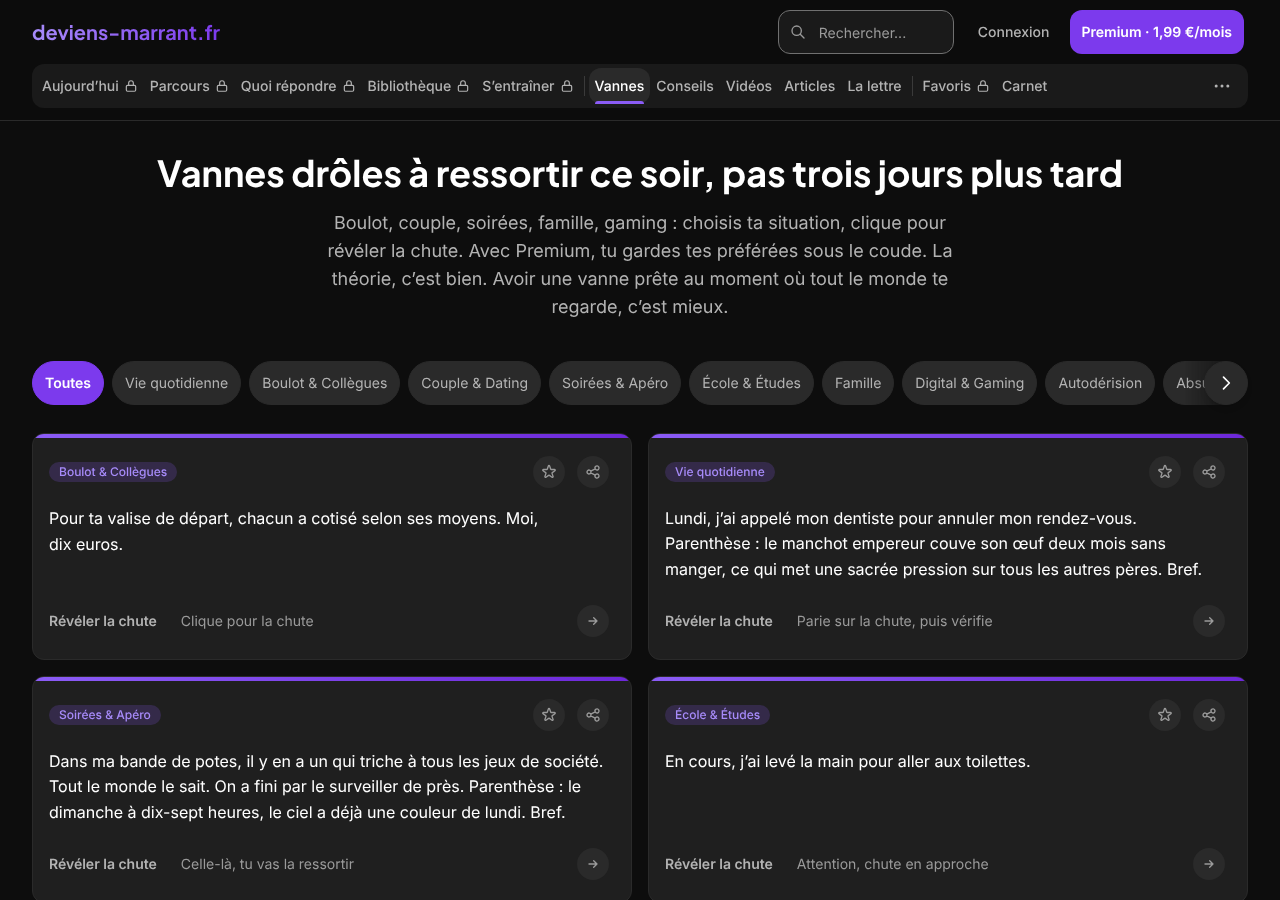 deviens-marrant.fr
Rechercher...
Connexion
Premium · 1,99 €/mois
Aujourd’hui
Parcours
Quoi répondre
Bibliothèque
S’entraîner
Vannes
Conseils
Vidéos
Articles
La lettre
Favoris
Carnet
Vannes drôles à ressortir ce soir, pas trois jours plus tard
Boulot, couple, soirées, famille, gaming : choisis ta situation, clique pour
révéler la chute. Avec Premium, tu gardes tes préférées sous le coude. La
théorie, c’est bien. Avoir une vanne prête au moment où tout le monde te
regarde, c’est mieux.
Toutes
Vie quotidienne
Boulot & Collègues
Couple & Dating
Soirées & Apéro
École & Études
Famille
Digital & Gaming
Autodérision
Boulot & Collègues
Pour ta valise de départ, chacun a cotisé selon ses moyens. Moi,
dix euros.
Révéler la chute
Clique pour la chute
Vie quotidienne
Lundi, j’ai appelé mon dentiste pour annuler mon rendez-vous.
Parenthèse : le manchot empereur couve son œuf deux mois sans
manger, ce qui met une sacrée pression sur tous les autres pères. Bref.
Révéler la chute
Parie sur la chute, puis vérifie
Soirées & Apéro
Dans ma bande de potes, il y en a un qui triche à tous les jeux de société.
Tout le monde le sait. On a fini par le surveiller de près. Parenthèse : le
dimanche à dix-sept heures, le ciel a déjà une couleur de lundi. Bref.
Révéler la chute
Celle-là, tu vas la ressortir
École & Études
En cours, j’ai levé la main pour aller aux toilettes.
Révéler la chute
Attention, chute en approche